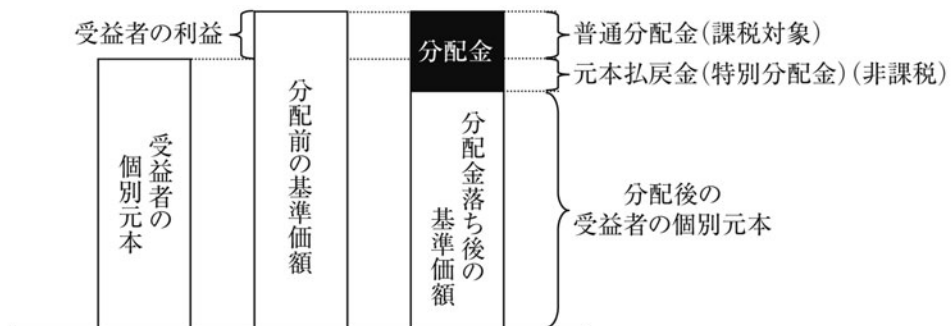 受益者の利益
分配金
普通分配金(課税対象)
元本払戻金(特別分配金)(非課税)
受益者の
個別元本
分配前の基準価額
分配金落ち後の
基準価額
分配後の
受益者の個別元本